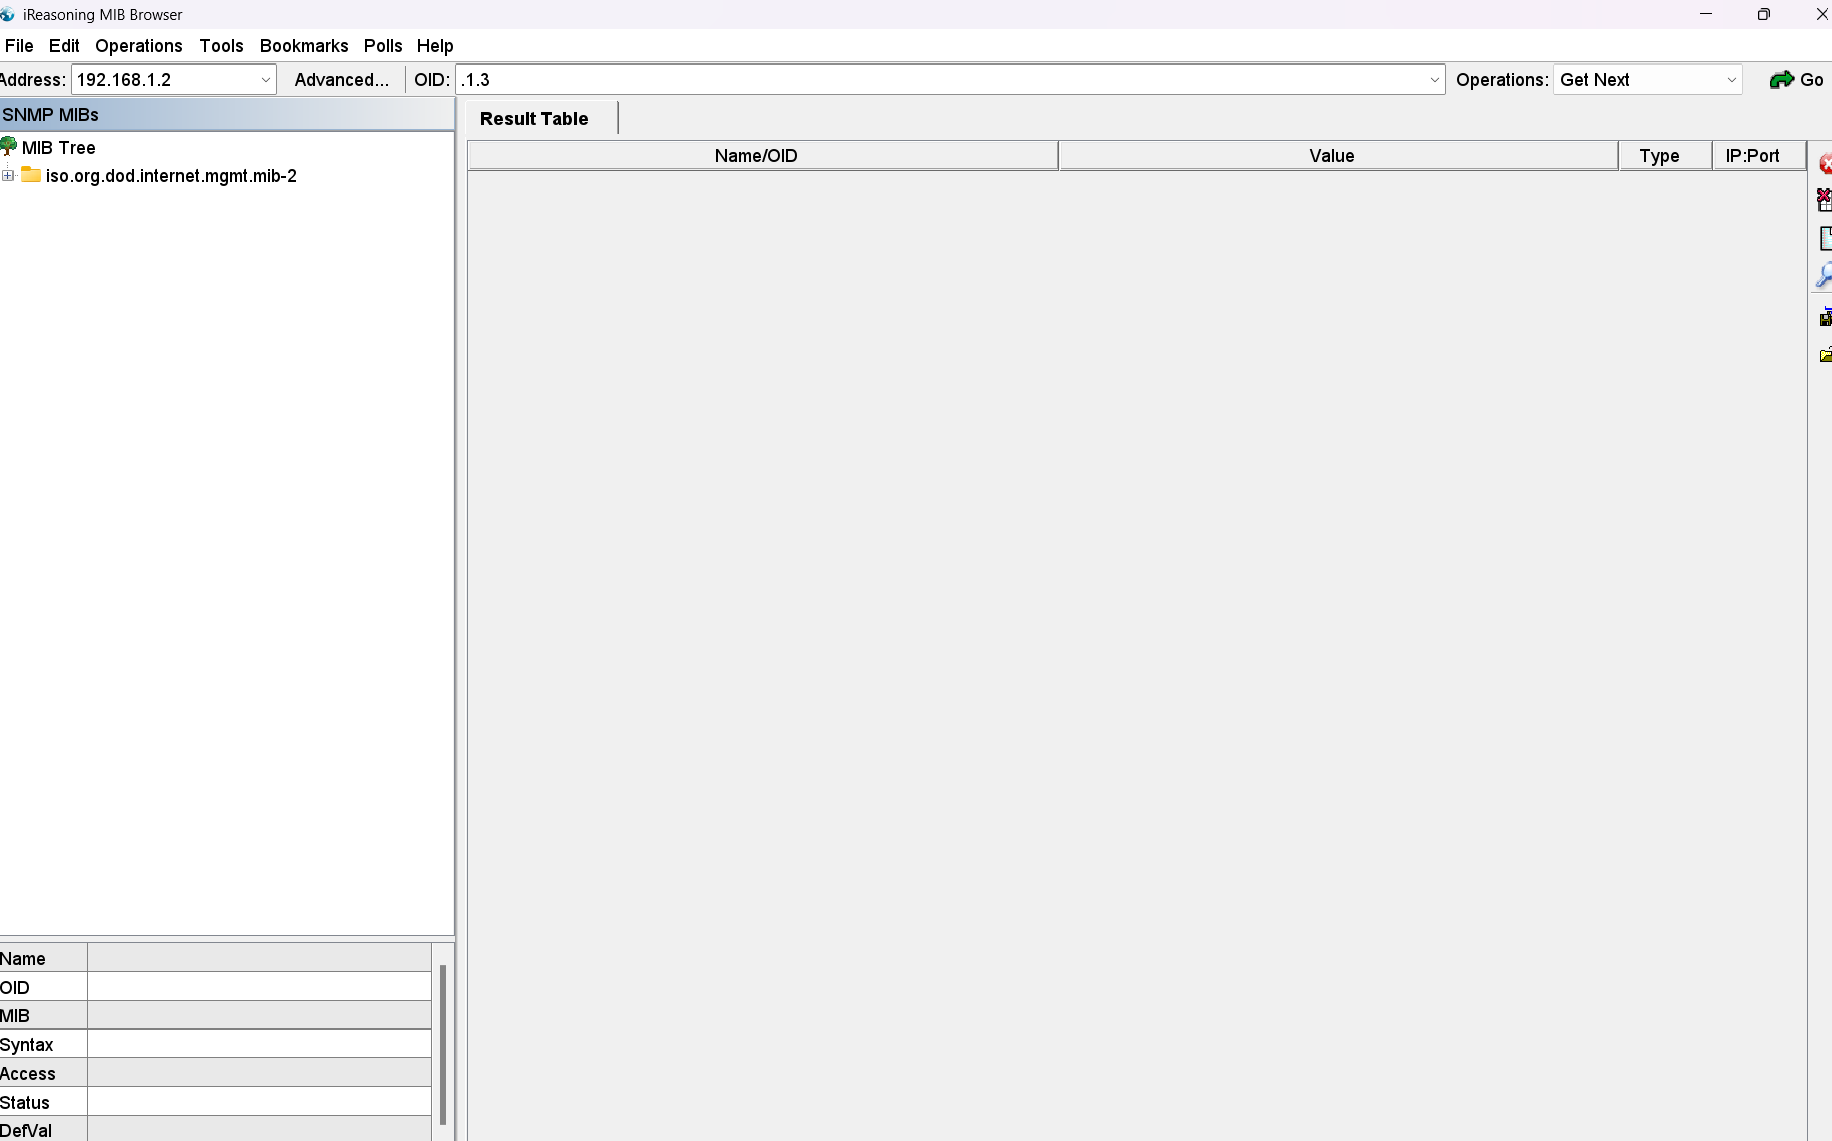 iReasoning MIB Browser
File Edit Operations Tools Bookmarks Polls Help
Address: 192.168.1.2 Advanced... OID: .1.3 Operations: Get Next Go
SNMP MIBs
MIB Tree
iso.org.dod.internet.mgmt.mib-2
Result Table
Name/OID Value Type IP:Port
Name
OID
MIB
Syntax
Access
Status
DefVal